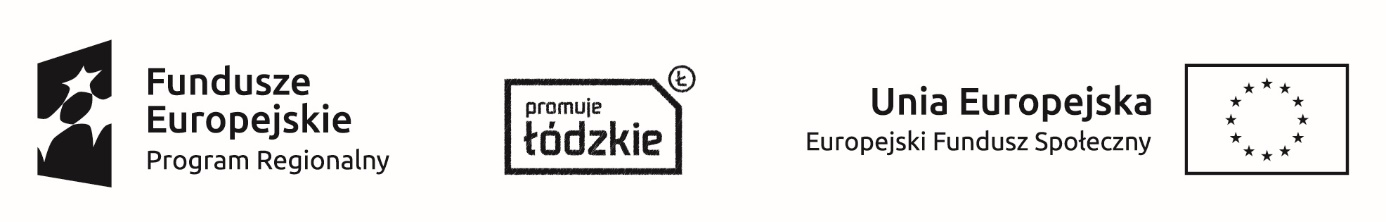 Fundusze
Europejskie
Program Regionalny
promuje
łódzkie
Ł
Unia Europejska
Europejski Fundusz Społeczny